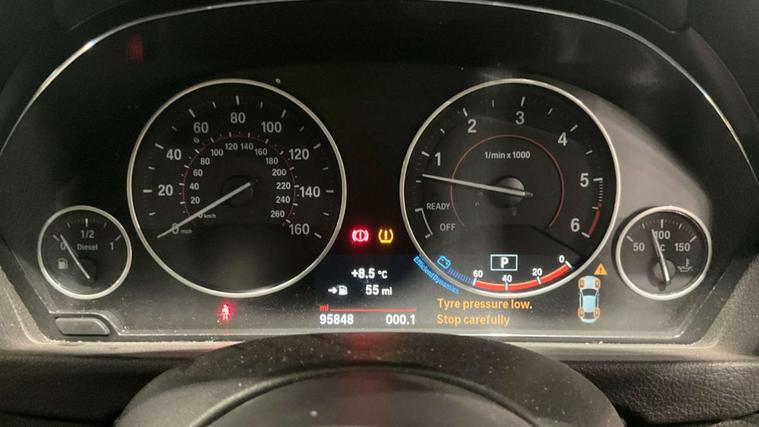 0 mph
20
40
60
80
100
120
140
160
0 km/h
20
40
60
80
100 120 140 160
180
200
220
240
260
1/2
0 1
Diesel
1
2
3
4
5
6
1/min x 1000
READY
OFF
P
60 40 20 0
EfficientDynamics
50 100 150
°C
+8.5 °C
55 ml
ml
95848 000.1
Tyre pressure low.
Stop carefully